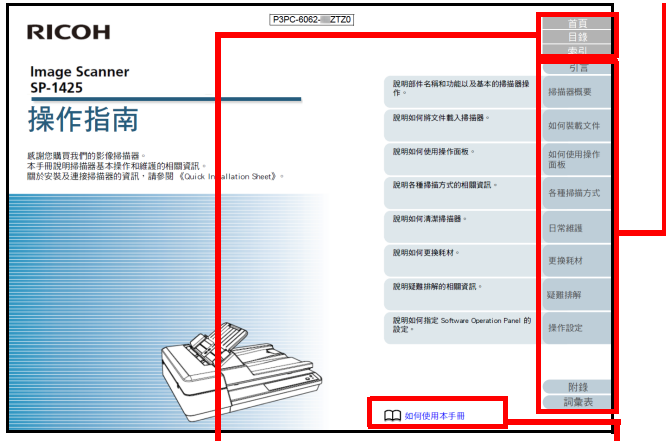 P3PC-6062- ZTZ0
RICOH
Image Scanner
SP-1425
操作指南
感謝您購買我們的影像掃描器。
本手冊說明掃描器基本操作和維護的相關資訊。
關於安裝及連接掃描器的資訊，請參閱 《Quick In allation Sheet》。
說明部件名稱和功能以及基本的掃描器操
作。
說明如何將文件載入掃描器。
說明如何使用操作面板。
說明各種掃描方式的相關資訊。
說明如何清潔掃描器。
說明如何更換耗材。
說明疑難排解的相關資訊。
說明如何指定 Software Operation Panel 的
設定。
如何使用本手冊
首頁
目錄
索引
引言
掃描器概要
如何裝載文件
如何使用操作
面板
各種掃描方式
日常維護
更換耗材
疑難排解
操作設定
附錄
詞彙表